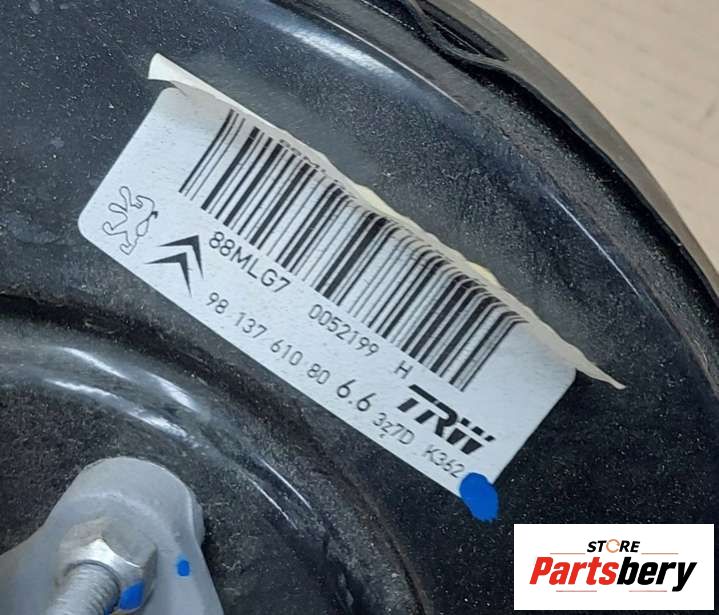 88MLG7 0052199 H
TRW
98 137 610 80 6.6 3z7D K362
STORE
Partsbery